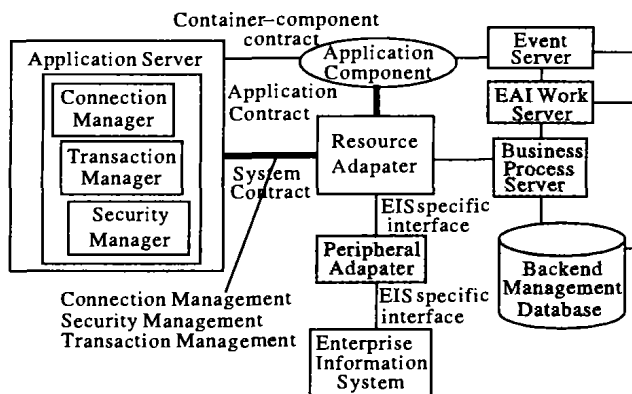 Container-component
contract
Application Server
Connection
Manager
Transaction
Manager
Security
Manager
Application
Component
Application
Contract
System
Contract
Resource
Adapater
Event
Server
EAI Work
Server
Business
Process
Server
EIS specific
interface
Peripheral
Adapater
EIS specific
interface
Enterprise
Information
System
Backend
Management
Database
Connection Management
Security Management
Transaction Management